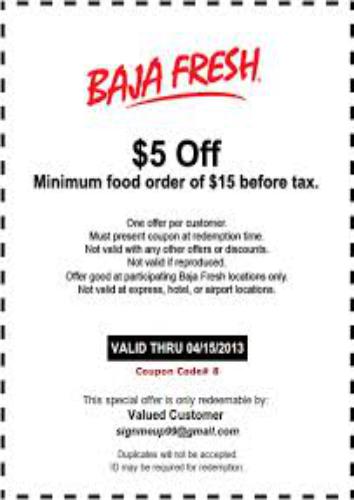 BAJA FRESH.
$5 Off
Minimum food order of $15 before tax.
One offer per customer.
Must present coupon at redemption time.
Not valid with any other offers or discounts.
Not valid if reproduced.
Offer good at participating Baja Fresh locations only.
Not valid at express, hotel, or airport locations.
VALID THRU 04/15/2013
Coupon Code# 8
This special offer is only redeemable by:
Valued Customer
signmeup99@gmail.com
Duplicates will not be accepted.
ID may be required for redemption.